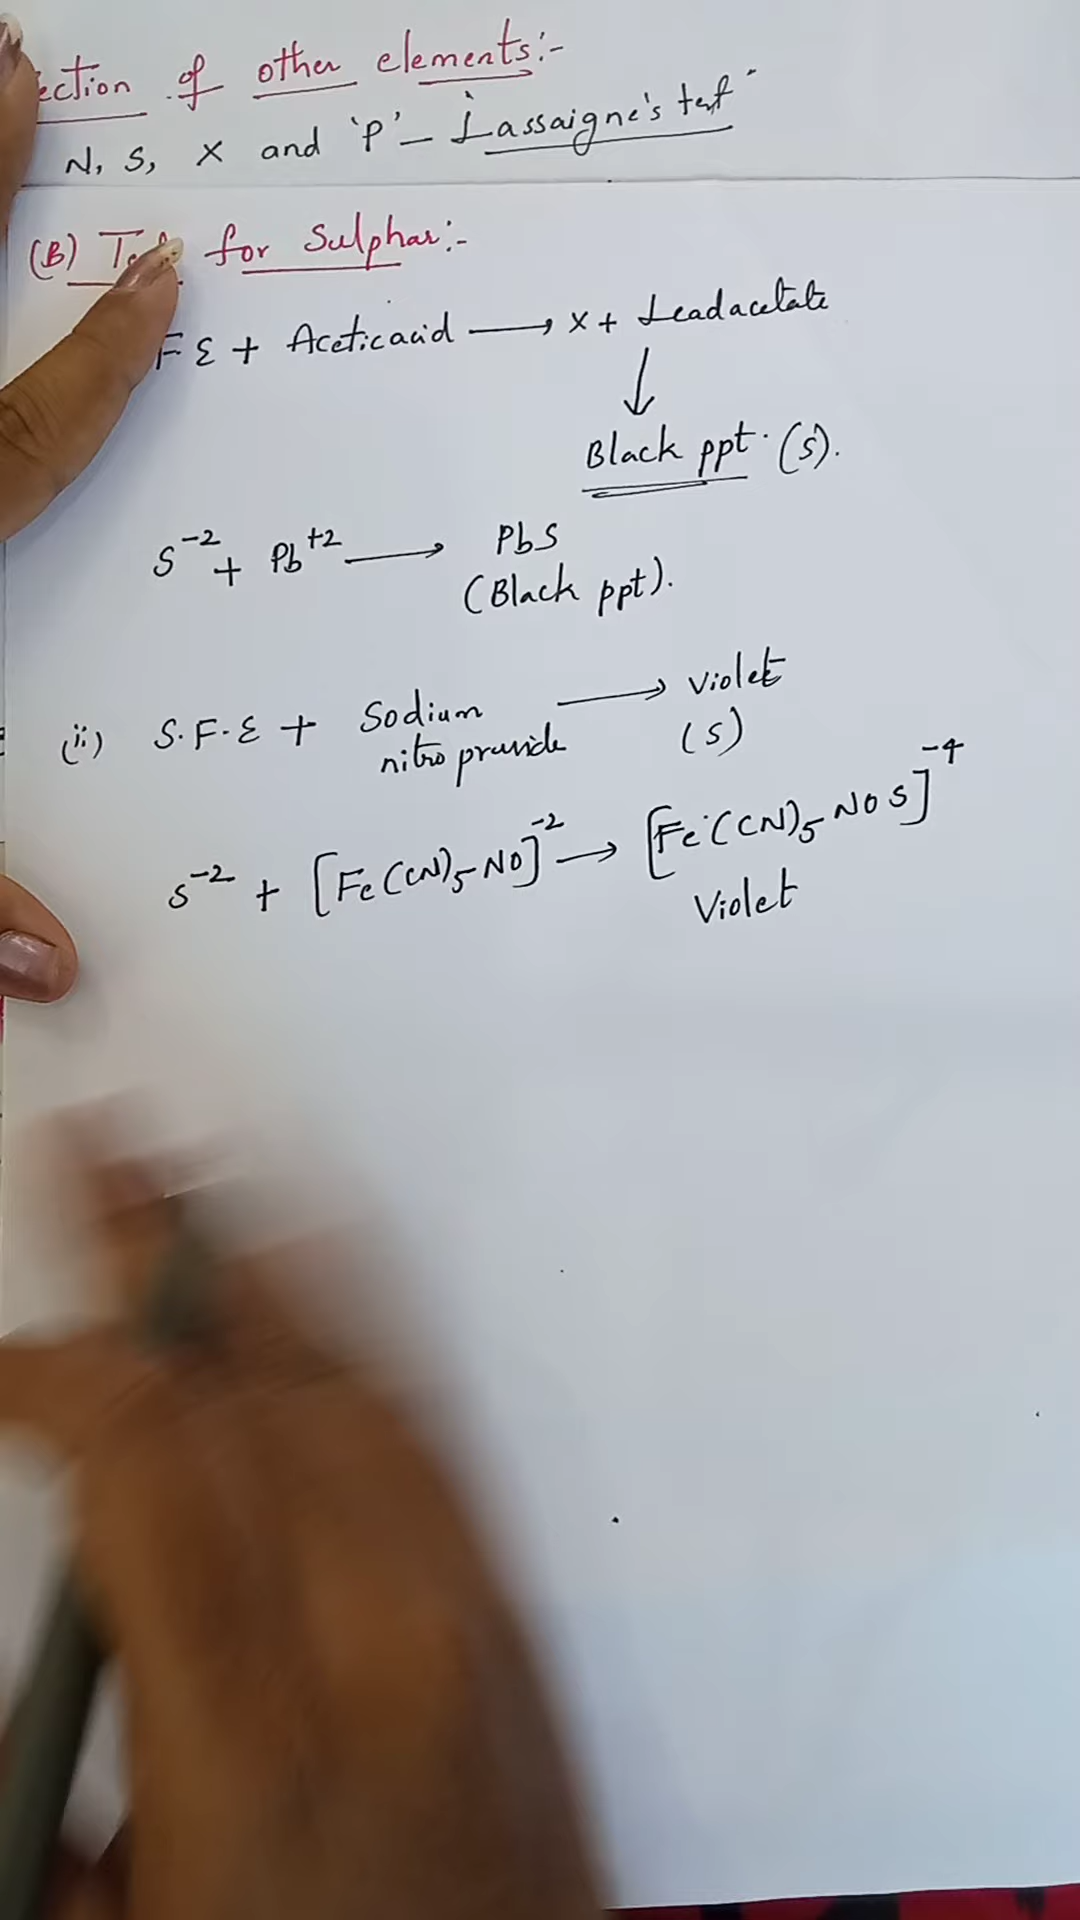 ection of other elements:-
N, S, X and 'P' - Lassaigne's test"
(B) Te for Sulphar:-
F E + Aceticacid → X + Leadacetate
↓
Black ppt. (S).
S⁻² + Pb⁺² → PbS
(Black ppt).
(ii) S.F.E + Sodium nitro pruside → Violet
(S)
S⁻² + [Fe(CN)₅NO]⁻² → [Fe(CN)₅NOS]⁻⁴
Violet